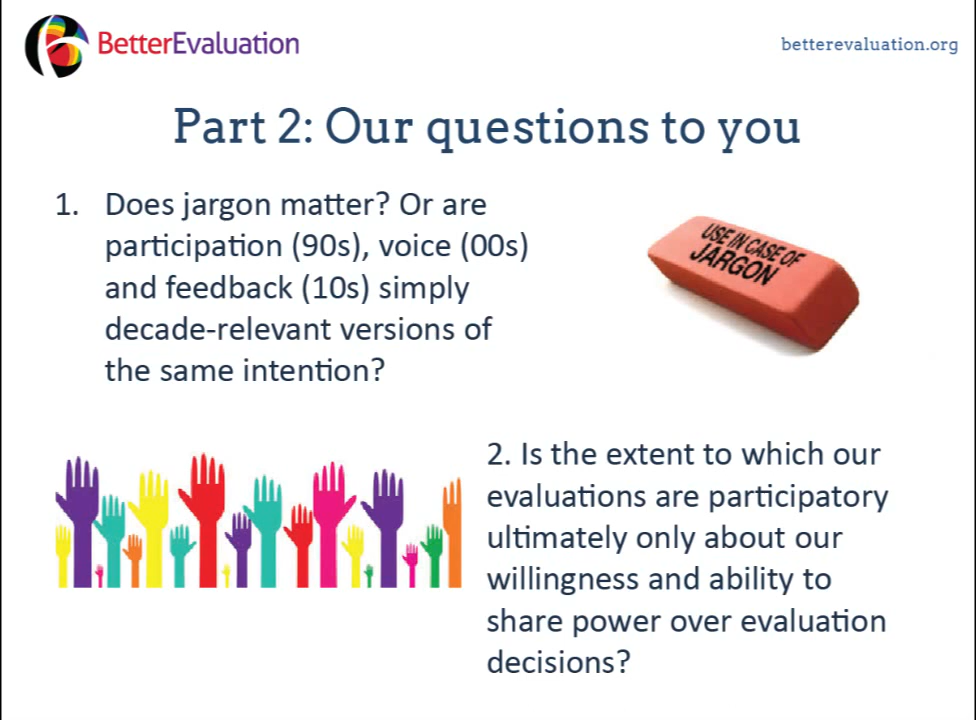 BetterEvaluation
betterevaluation.org
Part 2: Our questions to you
1. Does jargon matter? Or are
participation (90s), voice (00s)
and feedback (10s) simply
decade-relevant versions of
the same intention?
USE IN CASE OF
JARGON
2. Is the extent to which our
evaluations are participatory
ultimately only about our
willingness and ability to
share power over evaluation
decisions?